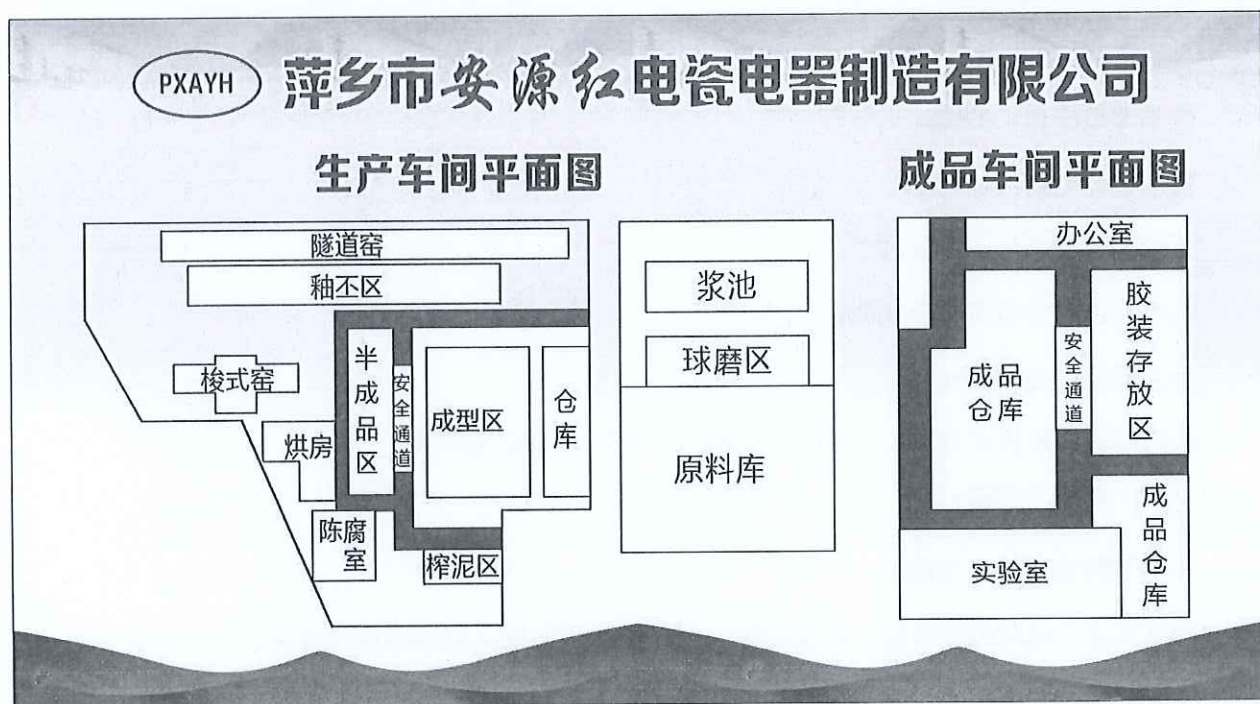 PXAYH 萍乡市安源红电瓷电器制造有限公司
生产车间平面图
成品车间平面图
隧道窑
釉丕区
梭式窑
烘房
陈腐
室
半成品区
安全通道
成型区
仓库
榨泥区
浆池
球磨区
原料库
办公室
成品
仓库
安全通道
胶装存放区
成品仓库
实验室